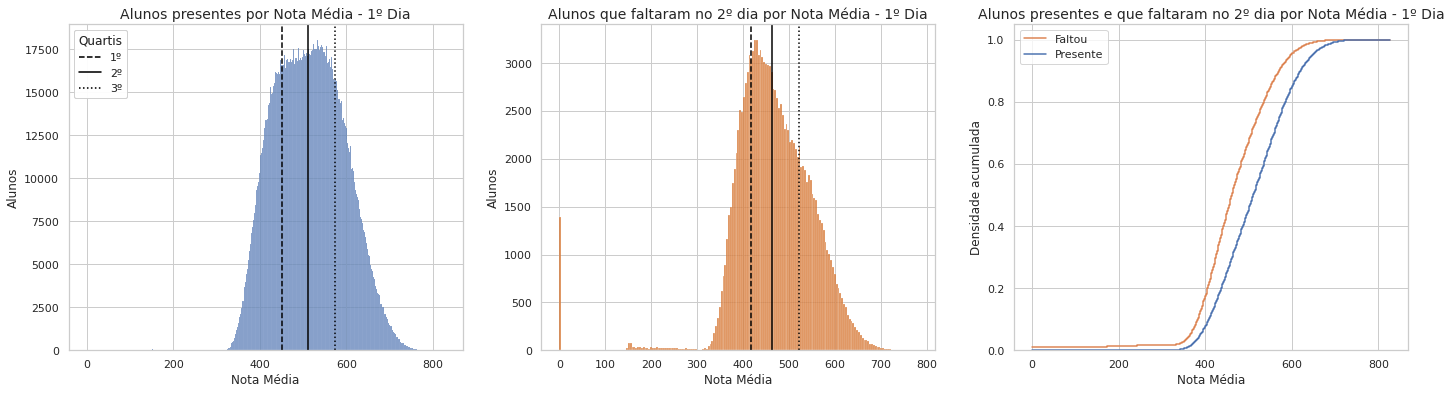 Alunos presentes por Nota Média - 1º Dia
Quartis
1º
2º
3º
17500
15000
12500
10000
7500
5000
2500
0
Alunos
0 200 400 600 800
Nota Média
Alunos que faltaram no 2º dia por Nota Média - 1º Dia
3000
2500
2000
1500
1000
500
0
Alunos
0 100 200 300 400 500 600 700 800
Nota Média
Alunos presentes e que faltaram no 2º dia por Nota Média - 1º Dia
Faltou
Presente
1.0
0.8
0.6
0.4
0.2
0.0
Densidade acumulada
0 200 400 600 800
Nota Média